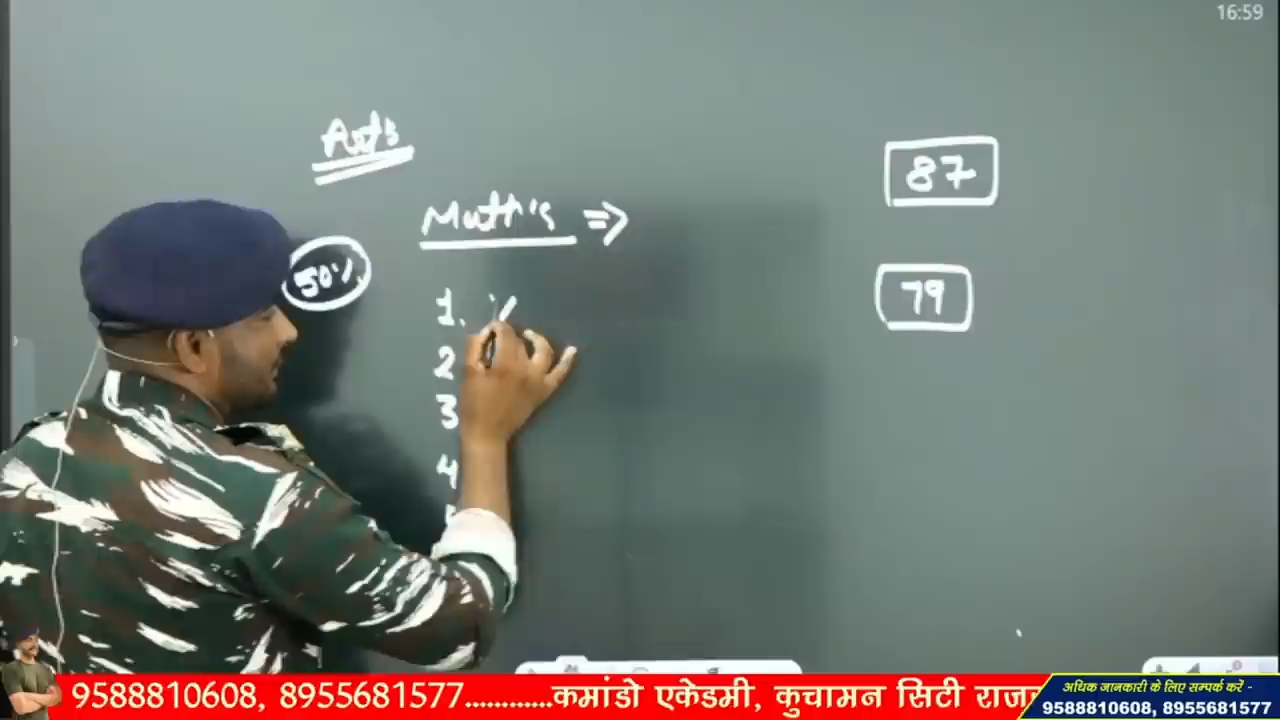 16:59
Arts
87
Math's ⇒
50%
79
1. %
2
3
4
9588810608, 8955681577............कमांडो एकेडमी, कुचामन सिटी
अधिक जानकारी के लिए सम्पर्क करें -
9588810608, 8955681577